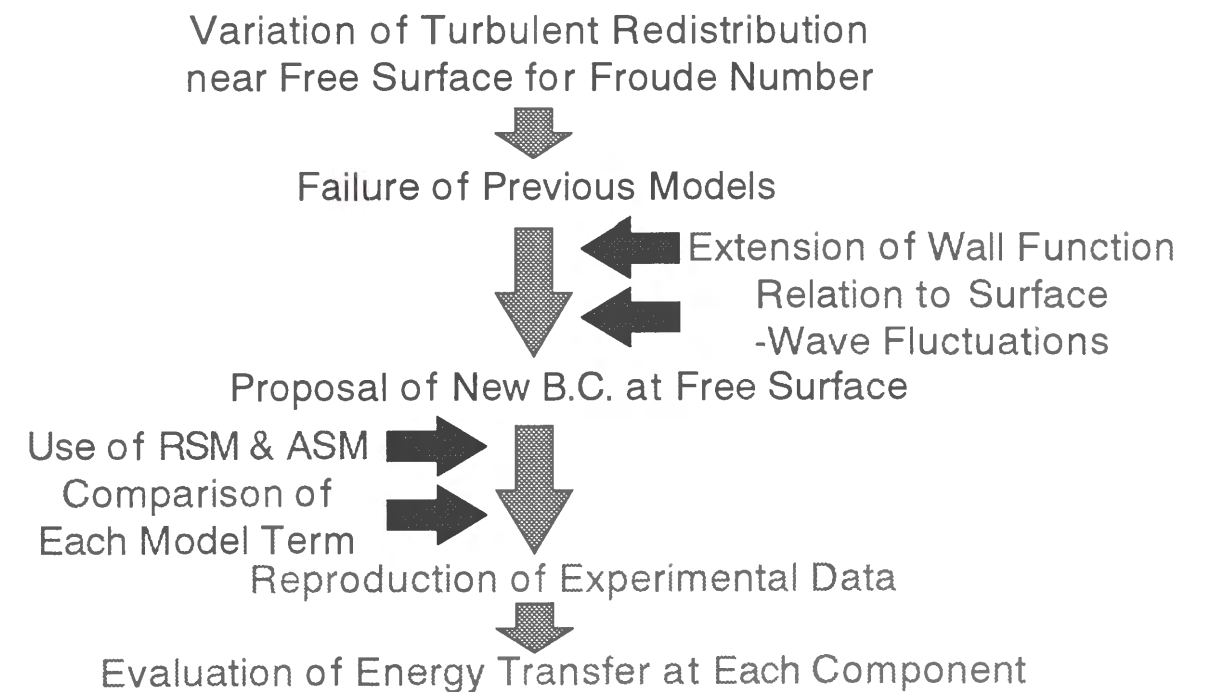 Variation of Turbulent Redistribution
near Free Surface for Froude Number
Failure of Previous Models
Extension of Wall Function
Relation to Surface
-Wave Fluctuations
Proposal of New B.C. at Free Surface
Use of RSM & ASM
Comparison of
Each Model Term
Reproduction of Experimental Data
Evaluation of Energy Transfer at Each Component